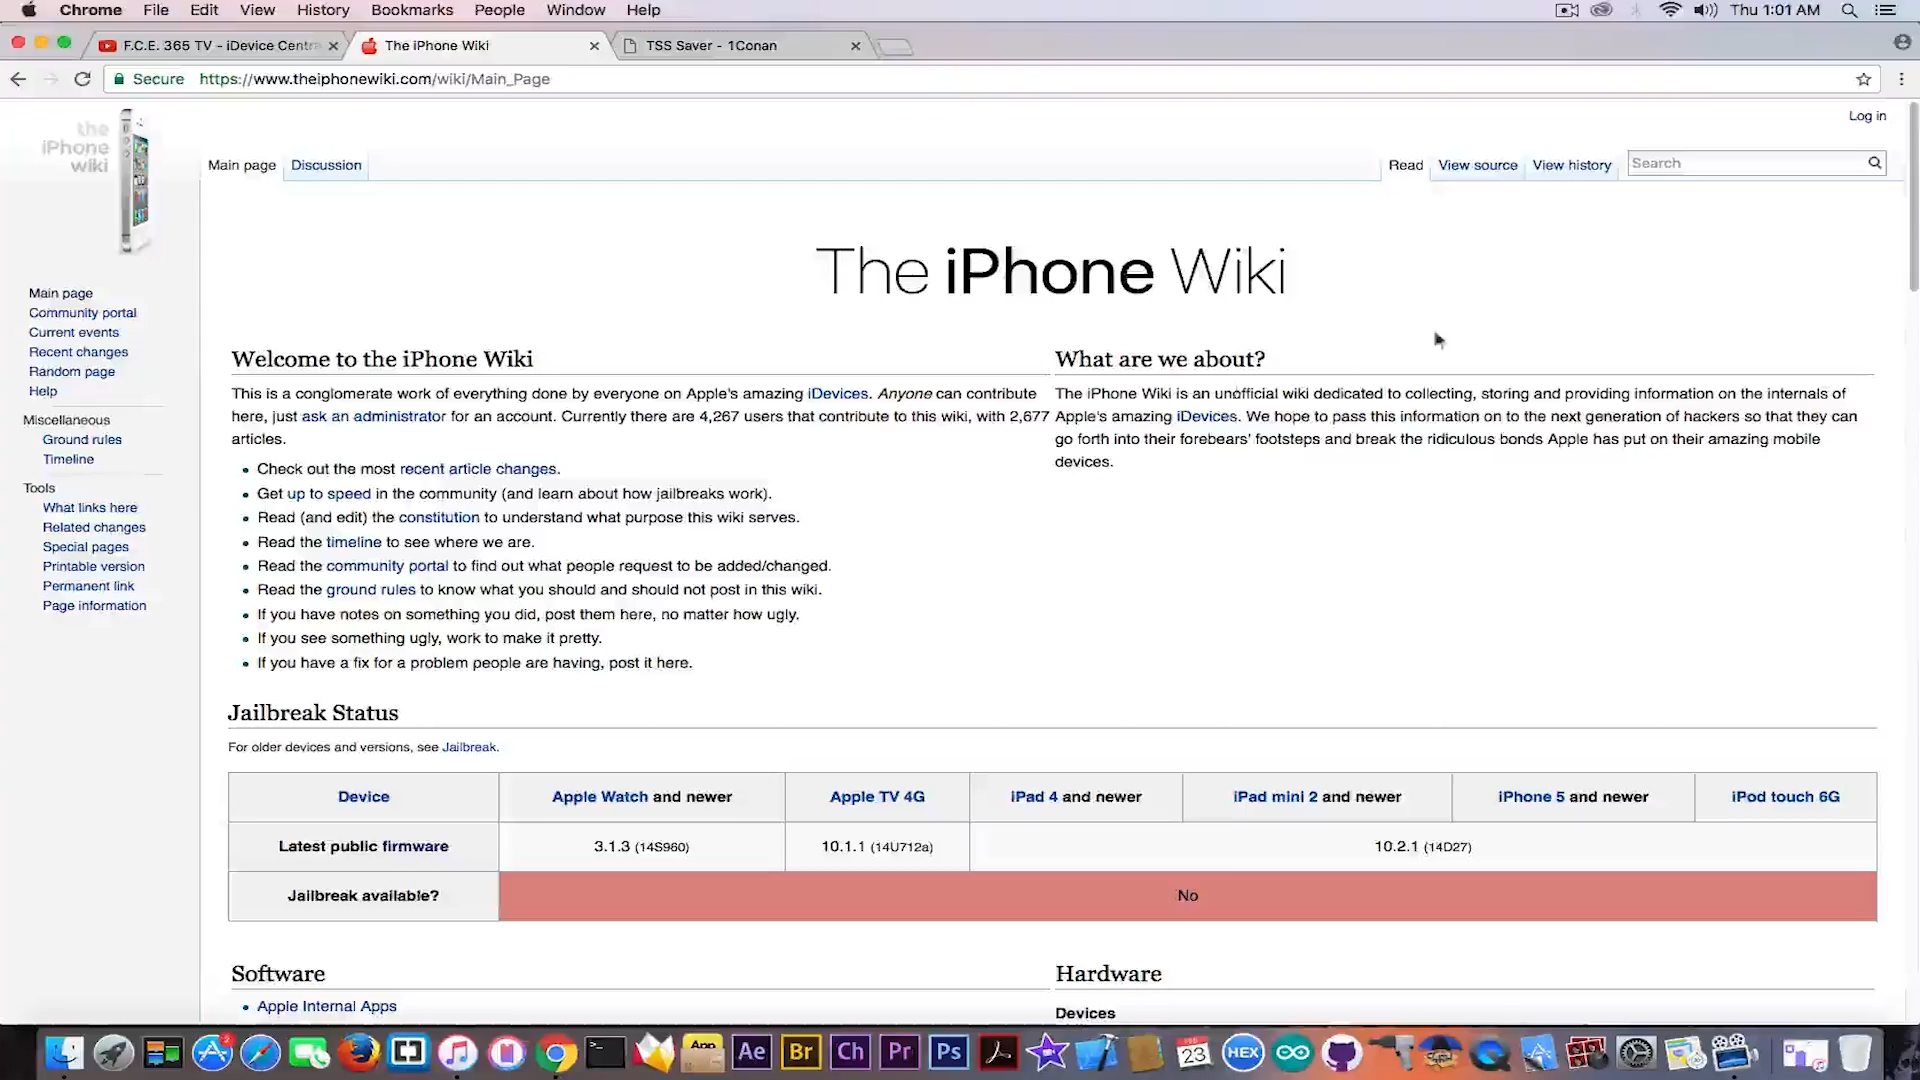 Chrome File Edit View History Bookmarks People Window Help Thu 1:01 AM
F.C.E. 365 TV - iDevice Centra The iPhone Wiki TSS Saver - 1Conan
Secure https://www.theiphonewiki.com/wiki/Main_Page
Log in
the
iPhone
wiki
Main page Discussion Read View source View history Search
The iPhone Wiki
Main page
Community portal
Current events
Recent changes
Random page
Help
Miscellaneous
Ground rules
Timeline
Tools
What links here
Related changes
Special pages
Printable version
Permanent link
Page information
Welcome to the iPhone Wiki
This is a conglomerate work of everything done by everyone on Apple's amazing iDevices. Anyone can contribute
here, just ask an administrator for an account. Currently there are 4,267 users that contribute to this wiki, with 2,677
articles.
Check out the most recent article changes.
Get up to speed in the community (and learn about how jailbreaks work).
Read (and edit) the constitution to understand what purpose this wiki serves.
Read the timeline to see where we are.
Read the community portal to find out what people request to be added/changed.
Read the ground rules to know what you should and should not post in this wiki.
If you have notes on something you did, post them here, no matter how ugly.
If you see something ugly, work to make it pretty.
If you have a fix for a problem people are having, post it here.
What are we about?
The iPhone Wiki is an unofficial wiki dedicated to collecting, storing and providing information on the internals of
Apple's amazing iDevices. We hope to pass this information on to the next generation of hackers so that they can
go forth into their forebears' footsteps and break the ridiculous bonds Apple has put on their amazing mobile
devices.
Jailbreak Status
For older devices and versions, see Jailbreak.
Device Apple Watch and newer Apple TV 4G iPad 4 and newer iPad mini 2 and newer iPhone 5 and newer iPod touch 6G
Latest public firmware 3.1.3 (14S960) 10.1.1 (14U712a) 10.2.1 (14D27)
Jailbreak available? No
Software
Apple Internal Apps
Hardware
Devices
App Ae Br Ch Pr Ps 23 HEX